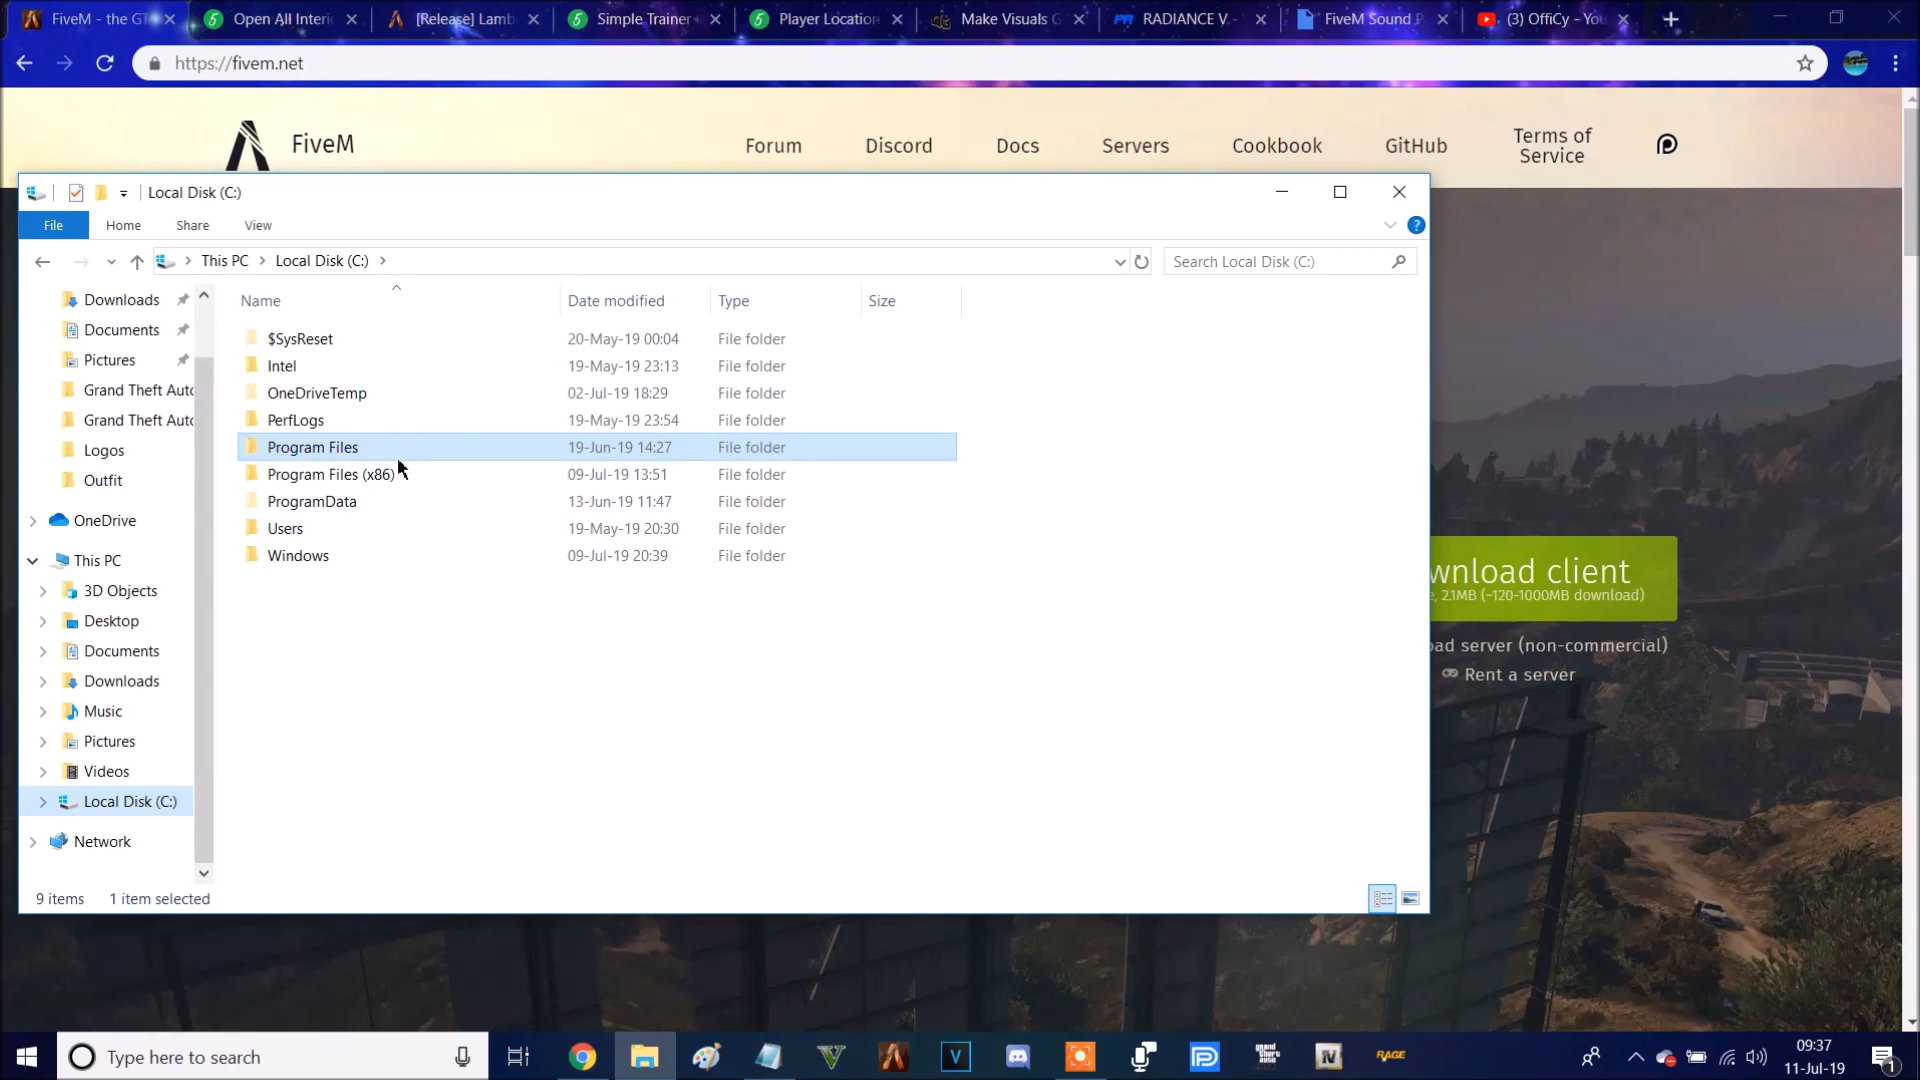 FiveM - the GT
Open All Interi
[Release] Lamb
Simple Trainer
Player Location
Make Visuals G
RADIANCE V -
FiveM Sound P
(3) OffiCy - You
https://fivem.net
FiveM
Forum
Discord
Docs
Servers
Cookbook
GitHub
Terms of
Service
Local Disk (C:)
File
Home
Share
View
This PC > Local Disk (C:) >
Search Local Disk (C:)
Downloads
Documents
Pictures
Grand Theft Auto
Grand Theft Auto
Logos
Outfit
OneDrive
This PC
3D Objects
Desktop
Documents
Downloads
Music
Pictures
Videos
Local Disk (C:)
Network
Name Date modified Type Size
$SysReset 20-May-19 00:04 File folder
Intel 19-May-19 23:13 File folder
OneDriveTemp 02-Jul-19 18:29 File folder
PerfLogs 19-May-19 23:54 File folder
Program Files 19-Jun-19 14:27 File folder
Program Files (x86) 09-Jul-19 13:51 File folder
ProgramData 13-Jun-19 11:47 File folder
Users 19-May-19 20:30 File folder
Windows 09-Jul-19 20:39 File folder
9 items 1 item selected
wnload client
e, 2.1MB (~120-1000MB download)
oad server (non-commercial)
Rent a server
Type here to search
IV
RAGE
09:37
11-Jul-19
1